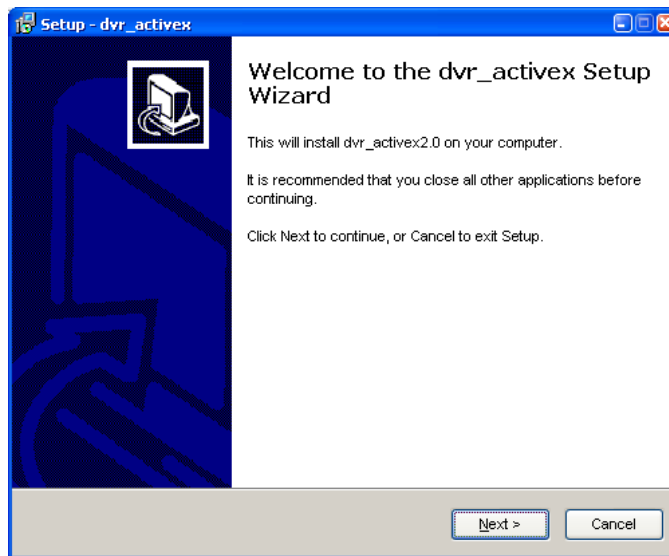 Setup - dvr_activex
Welcome to the dvr_activex Setup
Wizard
This will install dvr_activex2.0 on your computer.
It is recommended that you close all other applications before
continuing.
Click Next to continue, or Cancel to exit Setup.
Next >
Cancel